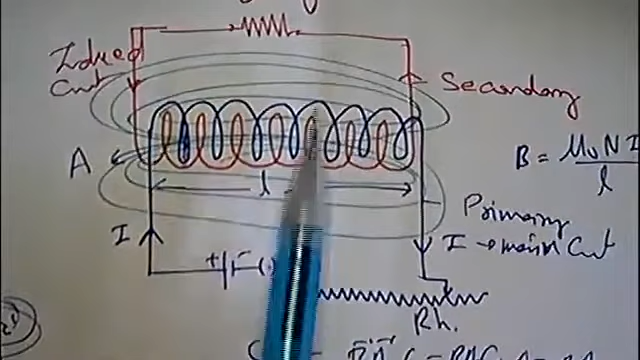 Induced
Cut
Secondary
A
B = μ₀NI/l
l
Primary
I
I → main Cut
+
-
( )
Rh.